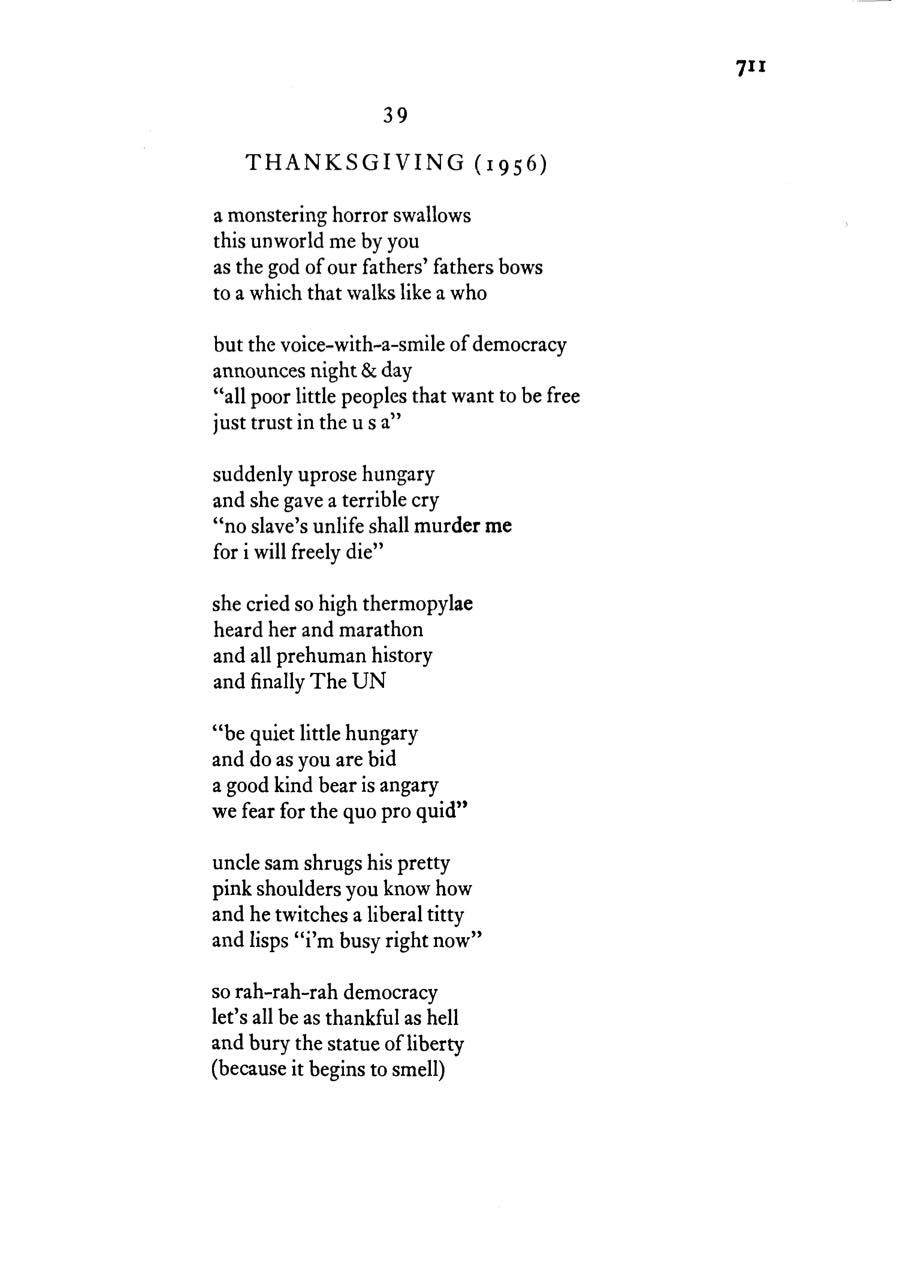 711
39
THANKSGIVING (1956)
a monstering horror swallows
this unworld me by you
as the god of our fathers' fathers bows
to a which that walks like a who
but the voice-with-a-smile of democracy
announces night & day
“all poor little peoples that want to be free
just trust in the u s a”
suddenly uprose hungary
and she gave a terrible cry
“no slave's unlife shall murder me
for i will freely die”
she cried so high thermopylae
heard her and marathon
and all prehuman history
and finally The UN
“be quiet little hungary
and do as you are bid
a good kind bear is angary
we fear for the quo pro quid”
uncle sam shrugs his pretty
pink shoulders you know how
and he twitches a liberal titty
and lisps “i'm busy right now”
so rah-rah-rah democracy
let's all be as thankful as hell
and bury the statue of liberty
(because it begins to smell)